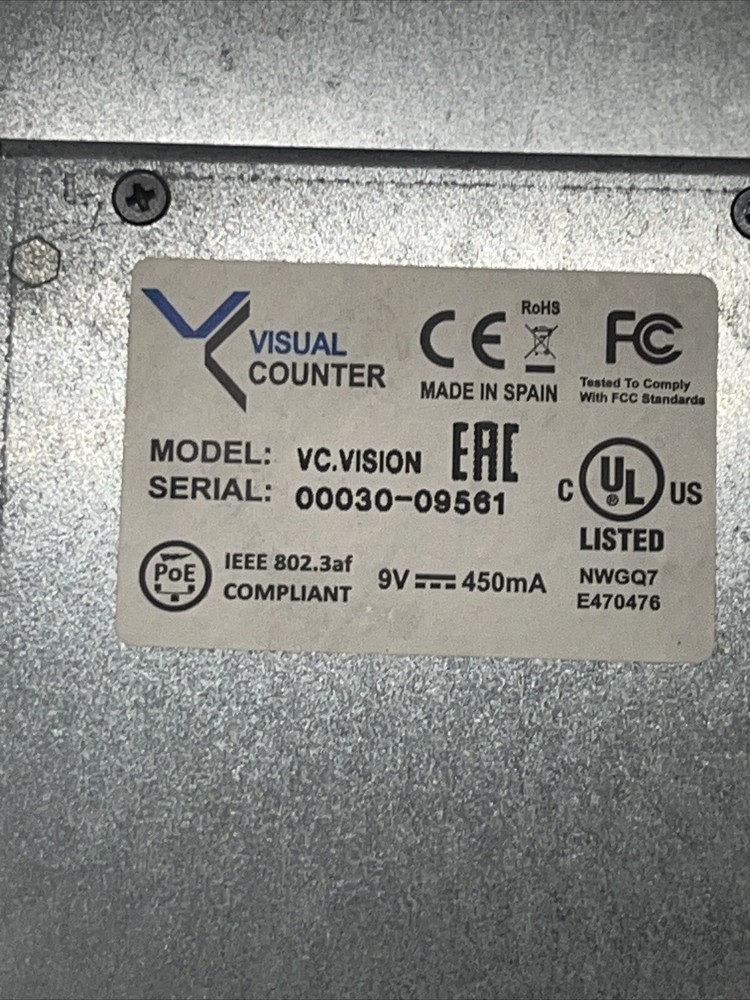 VISUAL
COUNTER
CE
RoHS
MADE IN SPAIN
FC
Tested To Comply
With FCC Standards
MODEL: VC.VISION
EAC
SERIAL: 00030-09561
C UL US
®
LISTED
PoE
IEEE 802.3af
COMPLIANT
9V 450mA
NWGQ7
E470476